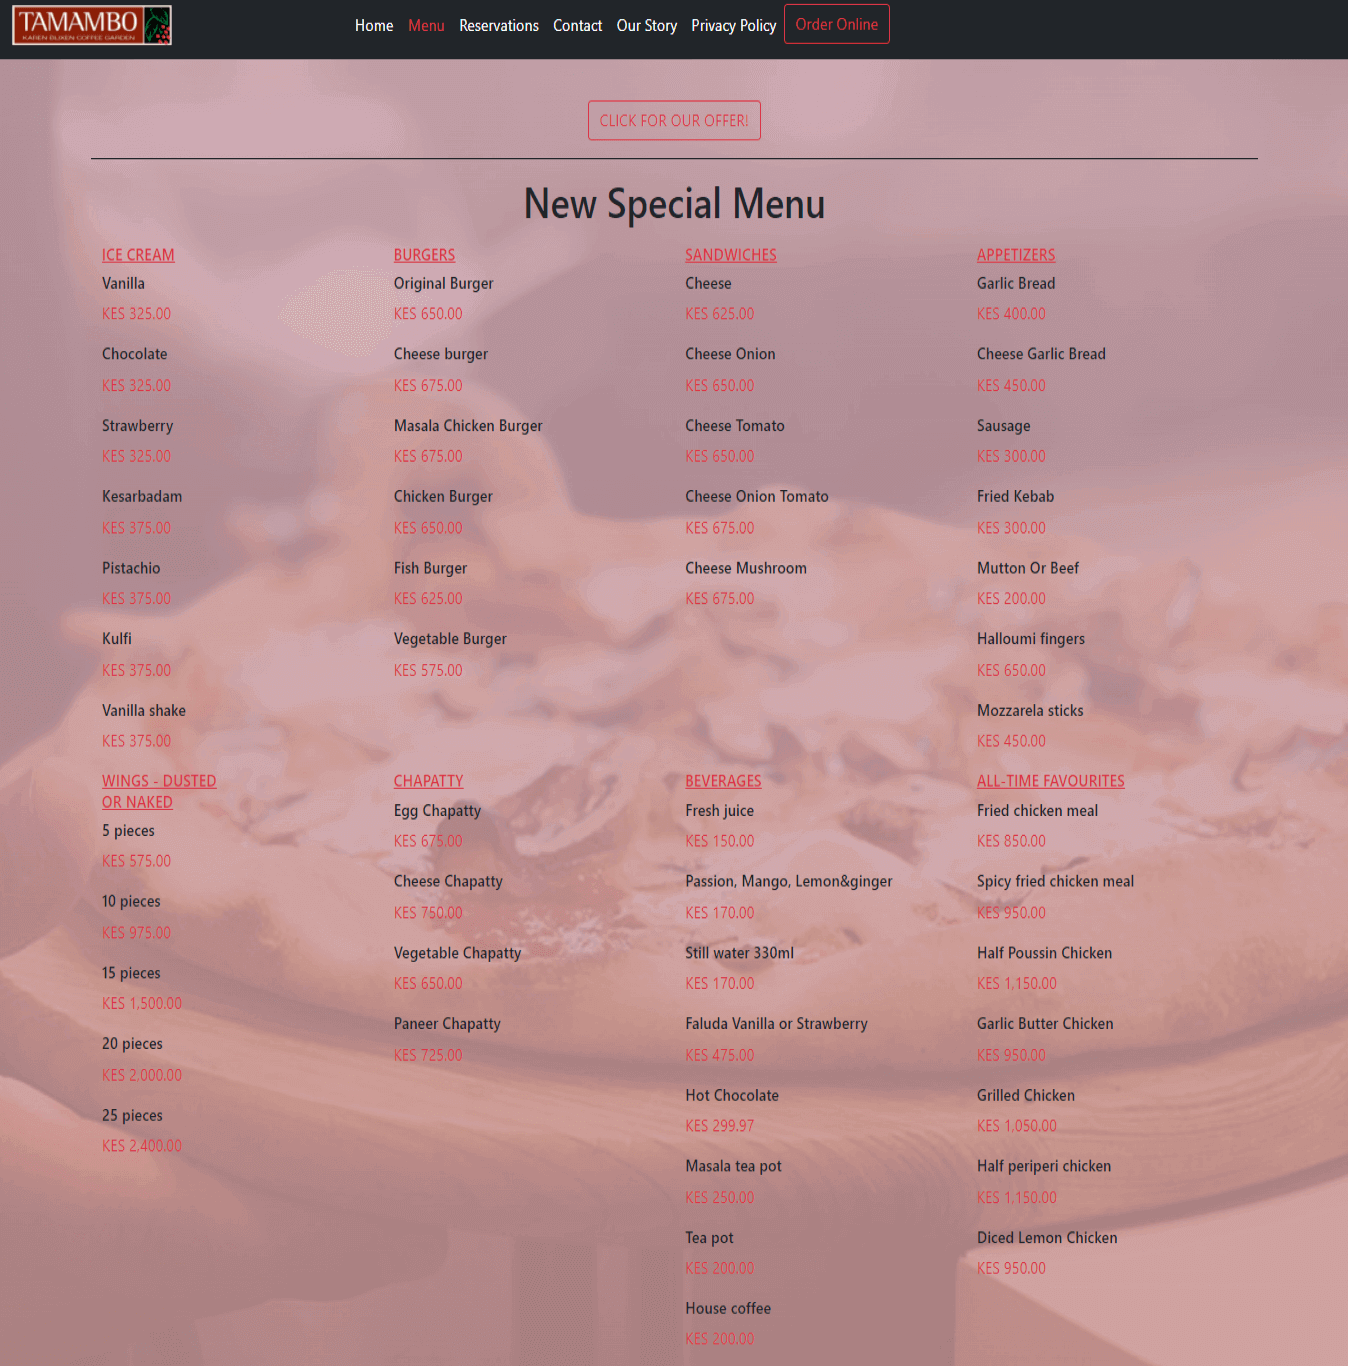 TAMAMBO
KAREN BLIXEN COFFEE GARDEN
Home Menu Reservations Contact Our Story Privacy Policy Order Online
CLICK FOR OUR OFFER!
New Special Menu
ICE CREAM
Vanilla
KES 325.00
Chocolate
KES 325.00
Strawberry
KES 325.00
Kesarbadam
KES 375.00
Pistachio
KES 375.00
Kulfi
KES 375.00
Vanilla shake
KES 375.00
BURGERS
Original Burger
KES 650.00
Cheese burger
KES 675.00
Masala Chicken Burger
KES 675.00
Chicken Burger
KES 650.00
Fish Burger
KES 625.00
Vegetable Burger
KES 575.00
SANDWICHES
Cheese
KES 625.00
Cheese Onion
KES 650.00
Cheese Tomato
KES 650.00
Cheese Onion Tomato
KES 675.00
Cheese Mushroom
KES 675.00
APPETIZERS
Garlic Bread
KES 400.00
Cheese Garlic Bread
KES 450.00
Sausage
KES 300.00
Fried Kebab
KES 300.00
Mutton Or Beef
KES 200.00
Halloumi fingers
KES 650.00
Mozzarela sticks
KES 450.00
WINGS - DUSTED
OR NAKED
5 pieces
KES 575.00
10 pieces
KES 975.00
15 pieces
KES 1,500.00
20 pieces
KES 2,000.00
25 pieces
KES 2,400.00
CHAPATTY
Egg Chapatty
KES 675.00
Cheese Chapatty
KES 750.00
Vegetable Chapatty
KES 650.00
Paneer Chapatty
KES 725.00
BEVERAGES
Fresh juice
KES 150.00
Passion, Mango, Lemon&ginger
KES 170.00
Still water 330ml
KES 170.00
Faluda Vanilla or Strawberry
KES 475.00
Hot Chocolate
KES 299.97
Masala tea pot
KES 250.00
Tea pot
KES 200.00
House coffee
KES 200.00
ALL-TIME FAVOURITES
Fried chicken meal
KES 850.00
Spicy fried chicken meal
KES 950.00
Half Poussin Chicken
KES 1,150.00
Garlic Butter Chicken
KES 950.00
Grilled Chicken
KES 1,050.00
Half periperi chicken
KES 1,150.00
Diced Lemon Chicken
KES 950.00